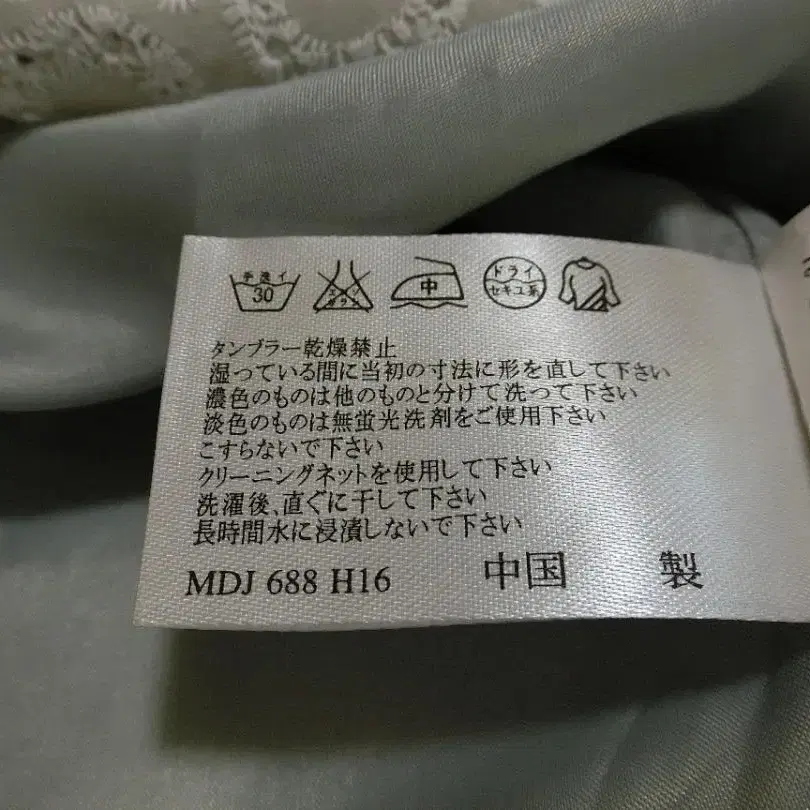 手洗イ
30
エンソ
サラシ
中
ドライ
セキユ系
タンブラー乾燥禁止
湿っている間に当初の寸法に形を直して下さい
濃色のものは他のものと分けて洗って下さい
淡色のものは無蛍光洗剤をご使用下さい
こすらないで下さい
クリーニングネットを使用して下さい
洗濯後、直ぐに干して下さい
長時間水に浸漬しないで下さい
MDJ 688 H16 中国 製